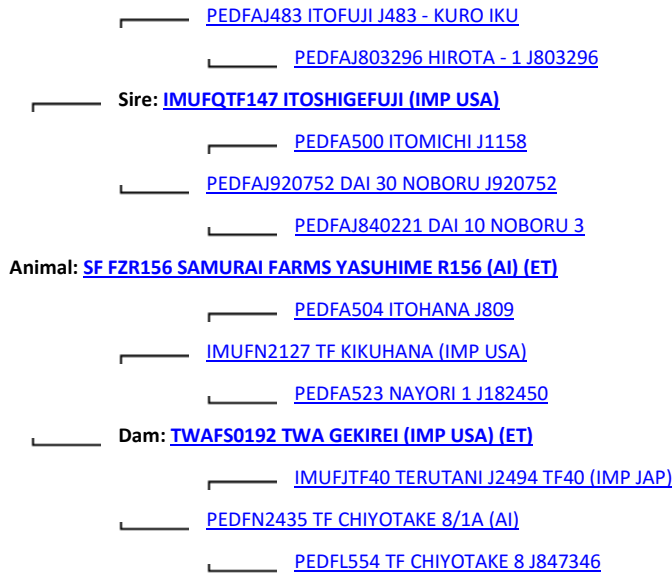 PEDFAJ483 ITOFUJI J483 - KURO IKU
PEDFAJ803296 HIROTA - 1 J803296
Sire: IMUFQTF147 ITOSHIGEFUJI (IMP USA)
PEDFA500 ITOMICHI J1158
PEDFAJ920752 DAI 30 NOBORU J920752
PEDFAJ840221 DAI 10 NOBORU 3
Animal: SF FZR156 SAMURAI FARMS YASUHIME R156 (AI) (ET)
PEDFA504 ITOHANA J809
IMUFN2127 TF KIKUHANA (IMP USA)
PEDFA523 NAYORI 1 J182450
Dam: TWAFS0192 TWA GEKIREI (IMP USA) (ET)
IMUFJTF40 TERUTANI J2494 TF40 (IMP JAP)
PEDFN2435 TF CHIYOTAKE 8/1A (AI)
PEDFL554 TF CHIYOTAKE 8 J847346